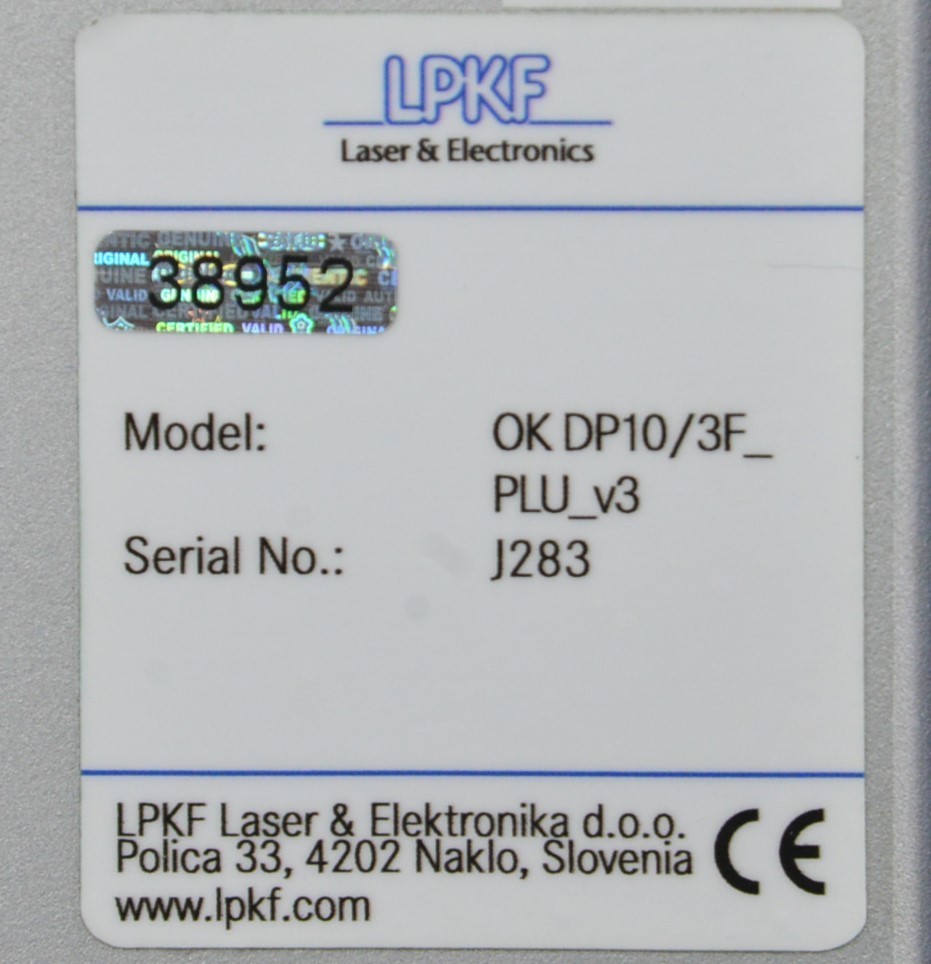 LPKF
Laser & Electronics
38952
Model: OK DP10/3F_
PLU_v3
Serial No.: J283
LPKF Laser & Elektronika d.o.o.
Polica 33, 4202 Naklo, Slovenia
www.lpkf.com
CE